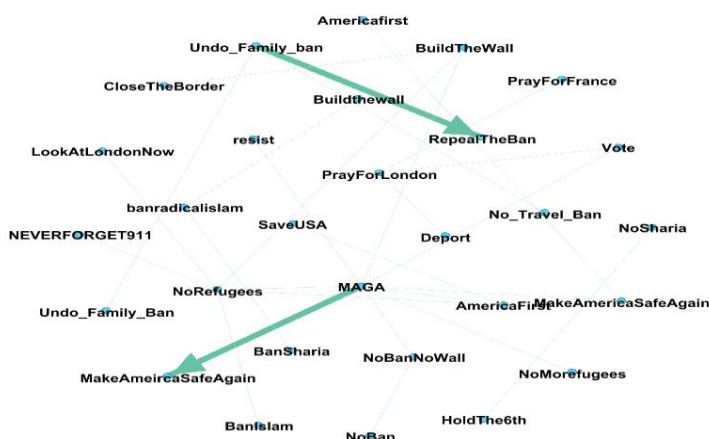 Americafirst
Undo_Family_ban
BuildTheWall
CloseTheBorder
PrayForFrance
Buildthewall
resist
RepealTheBan
LookAtLondonNow
Vote
PrayForLondon
banradicalislam
No_Travel_Ban
SaveUSA
NoSharia
NEVERFORGET911
Deport
NoRefugees
MAGA
AmericaFirst
MakeAmericaSafeAgain
Undo_Family_Ban
BanSharia
NoBanNoWall
MakeAmeircaSafeAgain
NoMorefugees
BanIslam
HoldThe6th
NoBan